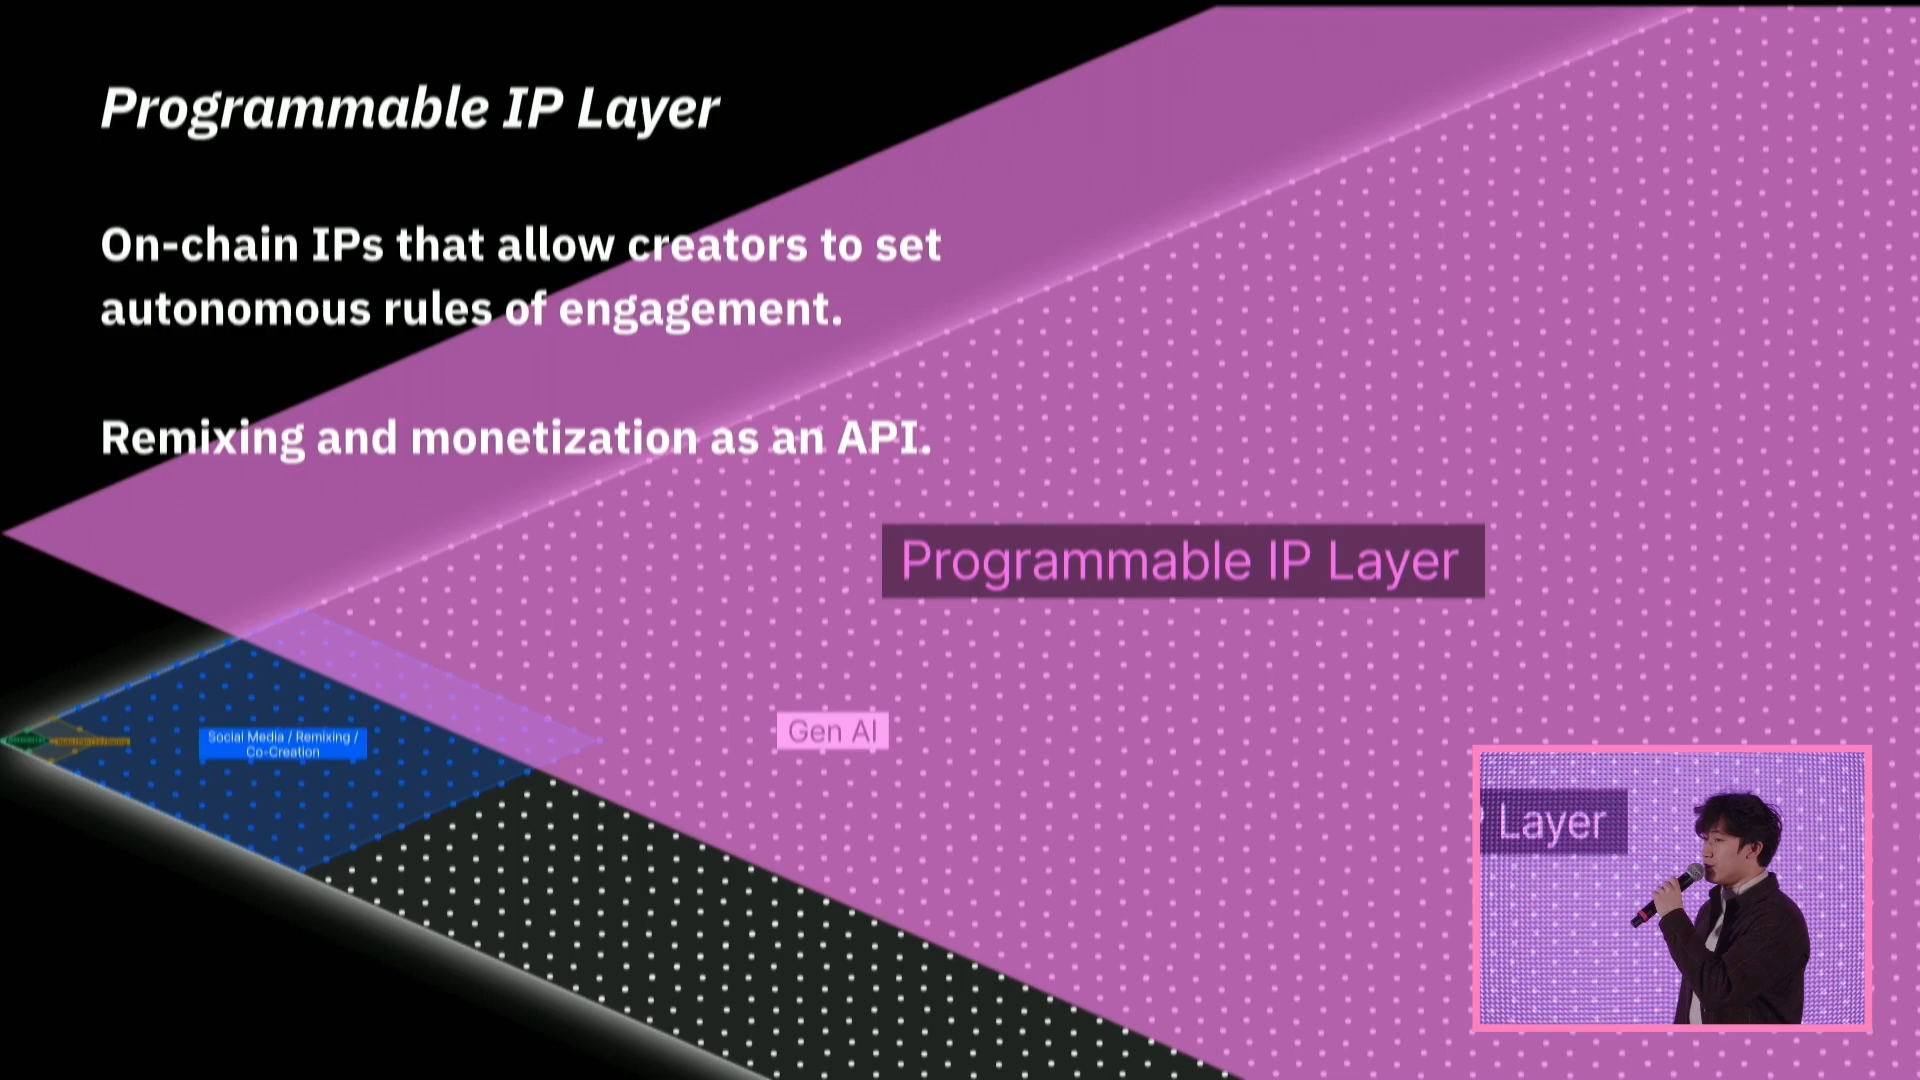 Programmable IP Layer
On-chain IPs that allow creators to set
autonomous rules of engagement.
Remixing and monetization as an API.
Programmable IP Layer
Gen AI
Social Media / Remixing /
Co-Creation
Layer